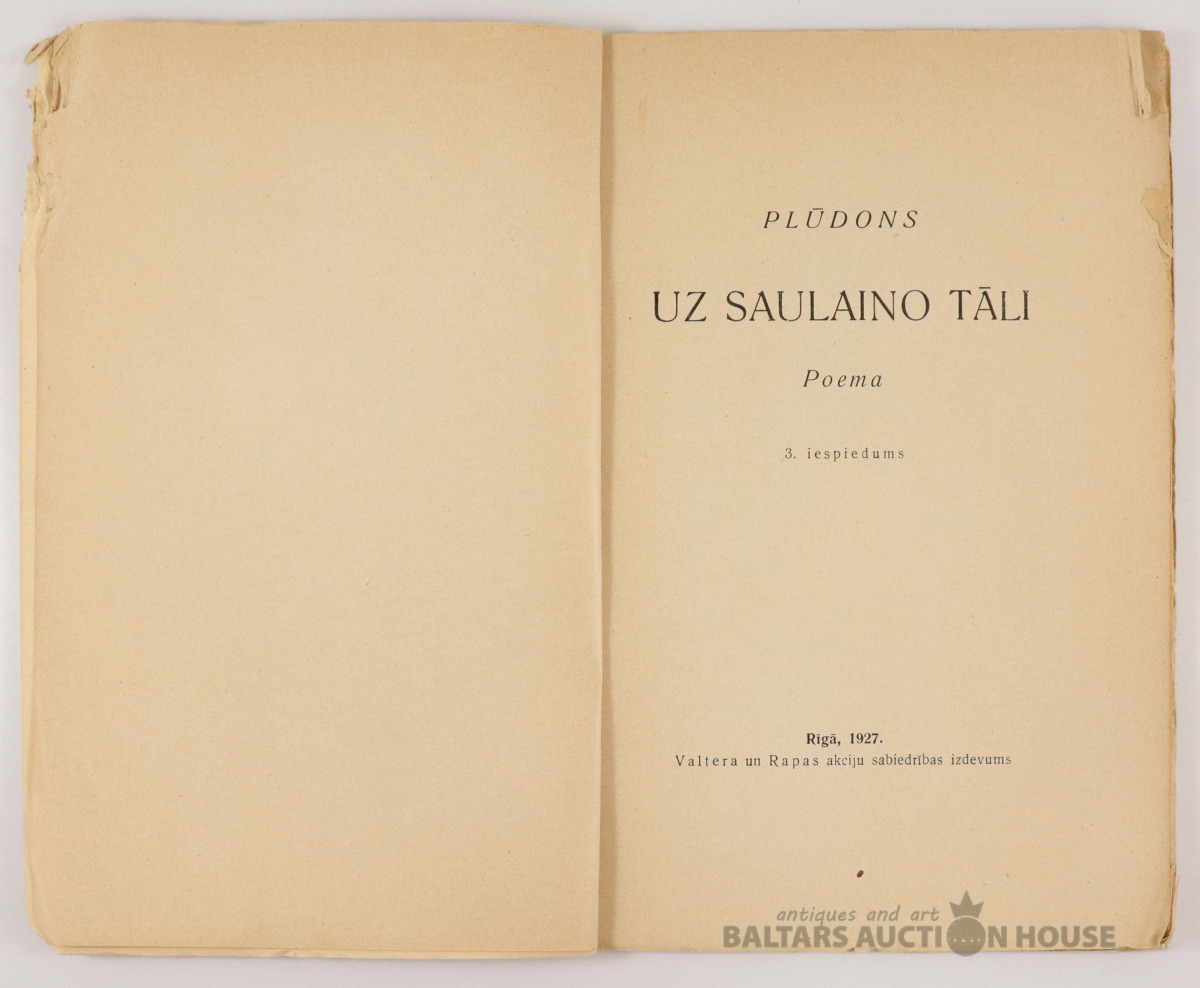 PLŪDONS
UZ SAULAINO TĀLI
Poema
3. iespiedums
Rīgā, 1927.
Valtera un Rapas akciju sabiedrības izdevums
antiques and art
BALTARS AUCTION HOUSE